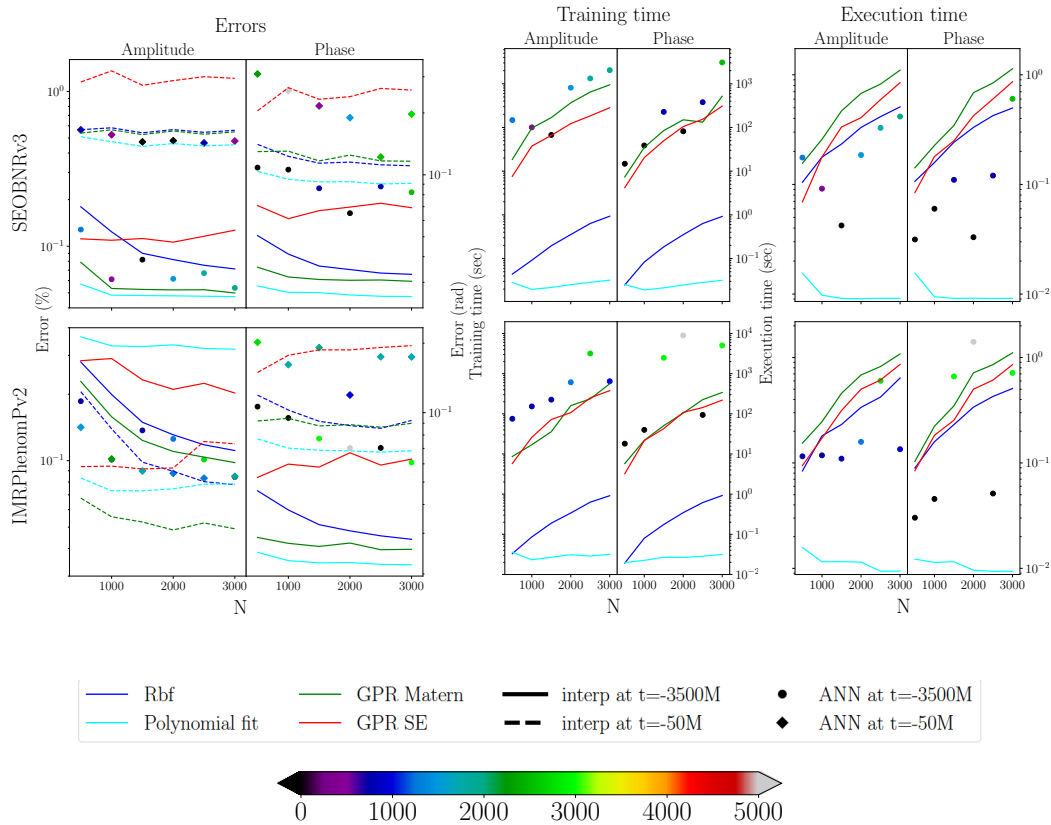 Errors
Training time
Execution time
Amplitude Phase
Amplitude Phase
Amplitude Phase
SEOBNRv3
IMRPhenomPv2
Error (%)
Error (rad)
Training time (sec)
Execution time (sec)
10^0
10^-1
10^-1
10^3
10^2
10^1
10^0
10^-1
10^0
10^-1
10^-2
10^-1
10^-1
10^4
10^3
10^2
10^1
10^0
10^-1
10^-2
10^0
10^-1
10^-2
1000 2000 3000 1000 2000 3000
1000 2000 3000 1000 2000 3000
1000 2000 3000 1000 2000 3000
N
N
N
Rbf GPR Matern interp at t=-3500M ANN at t=-3500M
Polynomial fit GPR SE interp at t=-50M ANN at t=-50M
0 1000 2000 3000 4000 5000